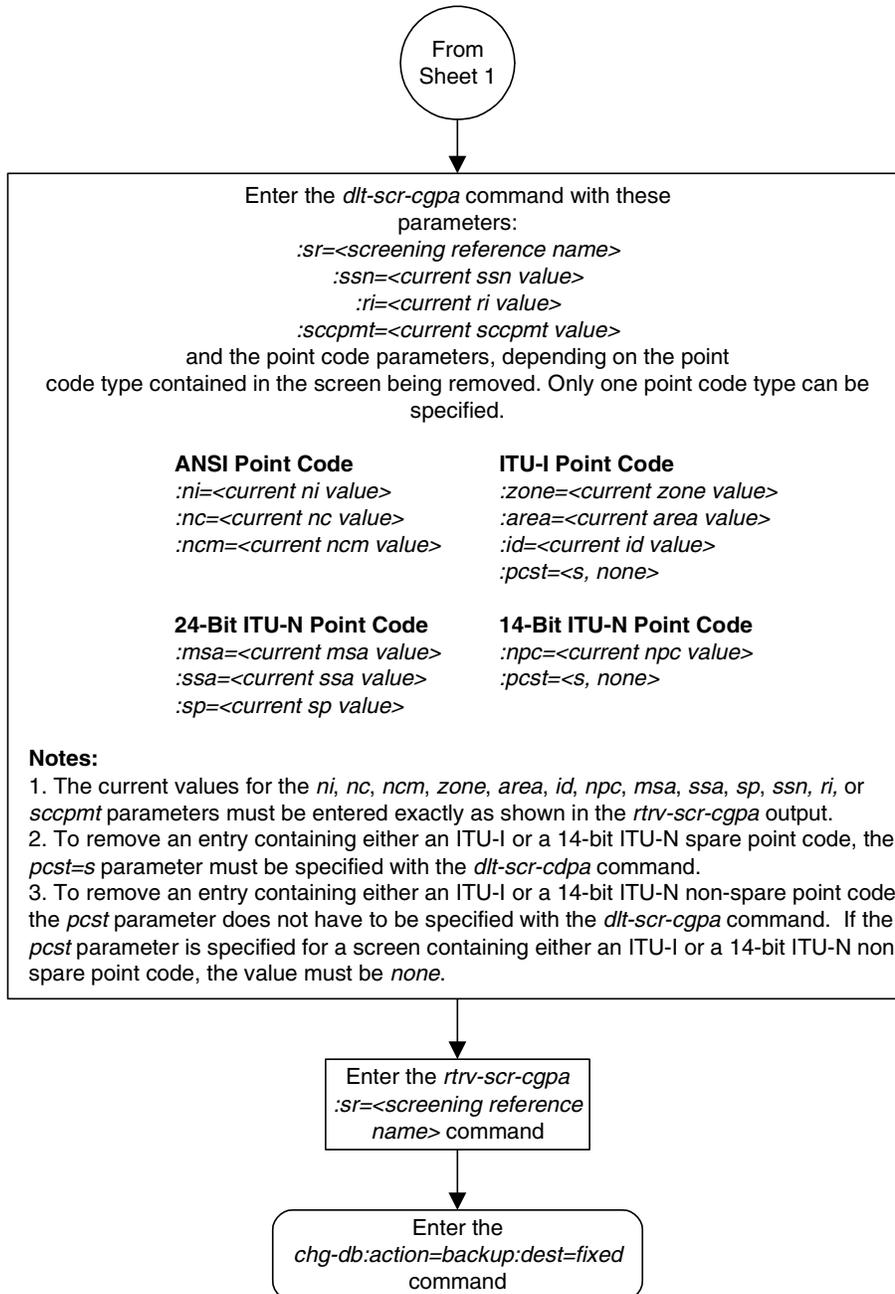 From
Sheet 1
Enter the dlt-scr-cgpa command with these
parameters:
:sr=<screening reference name>
:ssn=<current ssn value>
:ri=<current ri value>
:sccpmt=<current sccpmt value>
and the point code parameters, depending on the point
code type contained in the screen being removed. Only one point code type can be
specified.
ANSI Point Code
:ni=<current ni value>
:nc=<current nc value>
:ncm=<current ncm value>
ITU-I Point Code
:zone=<current zone value>
:area=<current area value>
:id=<current id value>
:pcst=<s, none>
24-Bit ITU-N Point Code
:msa=<current msa value>
:ssa=<current ssa value>
:sp=<current sp value>
14-Bit ITU-N Point Code
:npc=<current npc value>
:pcst=<s, none>
Notes:
1. The current values for the ni, nc, ncm, zone, area, id, npc, msa, ssa, sp, ssn, ri, or
sccpmt parameters must be entered exactly as shown in the rtrv-scr-cgpa output.
2. To remove an entry containing either an ITU-I or a 14-bit ITU-N spare point code, the
pcst=s parameter must be specified with the dlt-scr-cdpa command.
3. To remove an entry containing either an ITU-I or a 14-bit ITU-N non-spare point code
the pcst parameter does not have to be specified with the dlt-scr-cgpa command. If the
pcst parameter is specified for a screen containing either an ITU-I or a 14-bit ITU-N non
spare point code, the value must be none.
Enter the rtrv-scr-cgpa
:sr=<screening reference
name> command
Enter the
chg-db:action=backup:dest=fixed
command